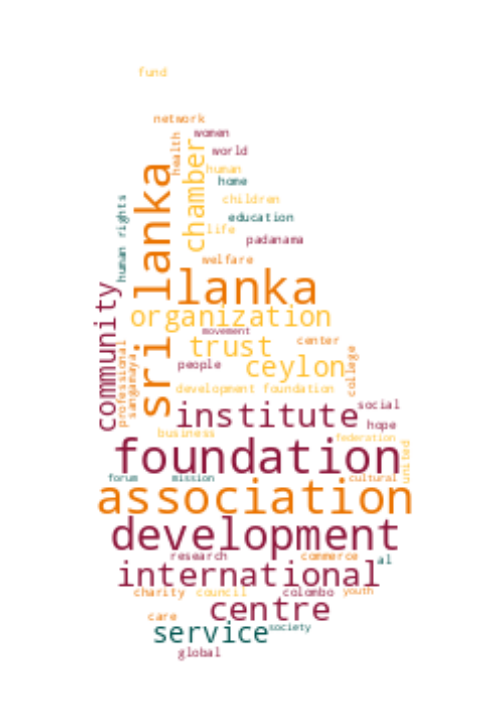 fund
network
women
health
world
chamber
human
home
sri lanka
children
human rights
education
life
padanama
welfare
lanka
community
organization
movement
trust
center
professional
sangamaya
people
ceylon
college
development foundation
institute
social
hope
business
federation
foundation
united
forum
mission
cultural
association
development
research
commerce
al
international
charity
council
colombo
youth
centre
care
service
society
global